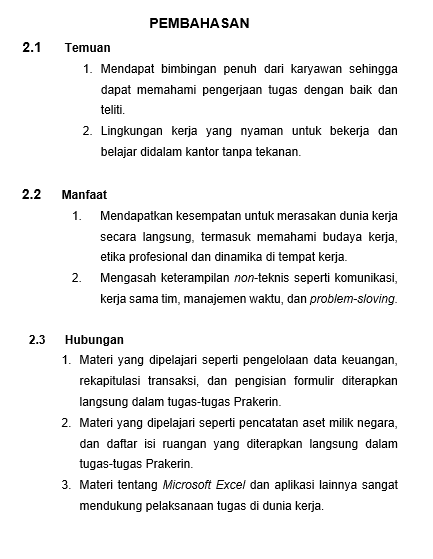 PEMBAHASAN
2.1 Temuan
1. Mendapat bimbingan penuh dari karyawan sehingga
dapat memahami pengerjaan tugas dengan baik dan
teliti.
2. Lingkungan kerja yang nyaman untuk bekerja dan
belajar didalam kantor tanpa tekanan.
2.2 Manfaat
1. Mendapatkan kesempatan untuk merasakan dunia kerja
secara langsung, termasuk memahami budaya kerja,
etika profesional dan dinamika di tempat kerja.
2. Mengasah keterampilan non-teknis seperti komunikasi,
kerja sama tim, manajemen waktu, dan problem-sloving.
2.3 Hubungan
1. Materi yang dipelajari seperti pengelolaan data keuangan,
rekapitulasi transaksi, dan pengisian formulir diterapkan
langsung dalam tugas-tugas Prakerin.
2. Materi yang dipelajari seperti pencatatan aset milik negara,
dan daftar isi ruangan yang diterapkan langsung dalam
tugas-tugas Prakerin.
3. Materi tentang Microsoft Excel dan aplikasi lainnya sangat
mendukung pelaksanaan tugas di dunia kerja.